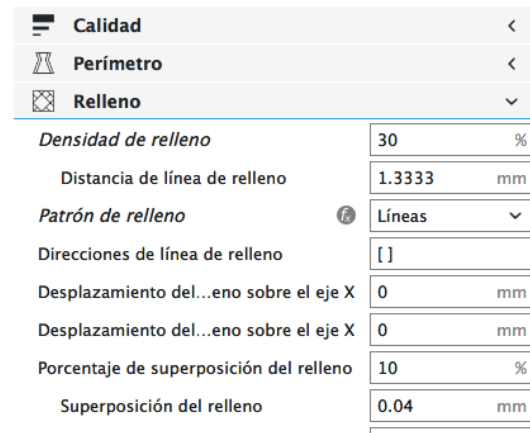 Calidad
Perímetro
Relleno
Densidad de relleno 30 %
Distancia de línea de relleno 1.3333 mm
Patrón de relleno fx Líneas
Direcciones de línea de relleno [ ]
Desplazamiento del...eno sobre el eje X 0 mm
Desplazamiento del...eno sobre el eje X 0 mm
Porcentaje de superposición del relleno 10 %
Superposición del relleno 0.04 mm